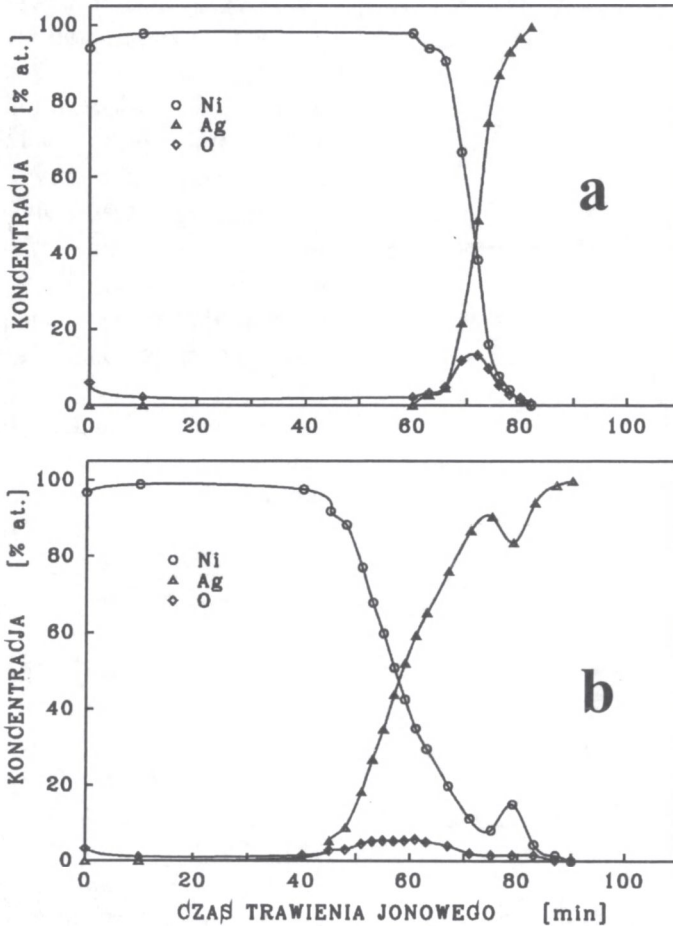 100
80
60
40
20
0
KONCENTRACJA [% at.]
Ni
Ag
O
a
0 20 40 60 80 100
100
80
60
40
20
0
KONCENTRACJA [% at.]
Ni
Ag
O
b
0 20 40 60 80 100
CZAS TRAWIENIA JONOWEGO [min]